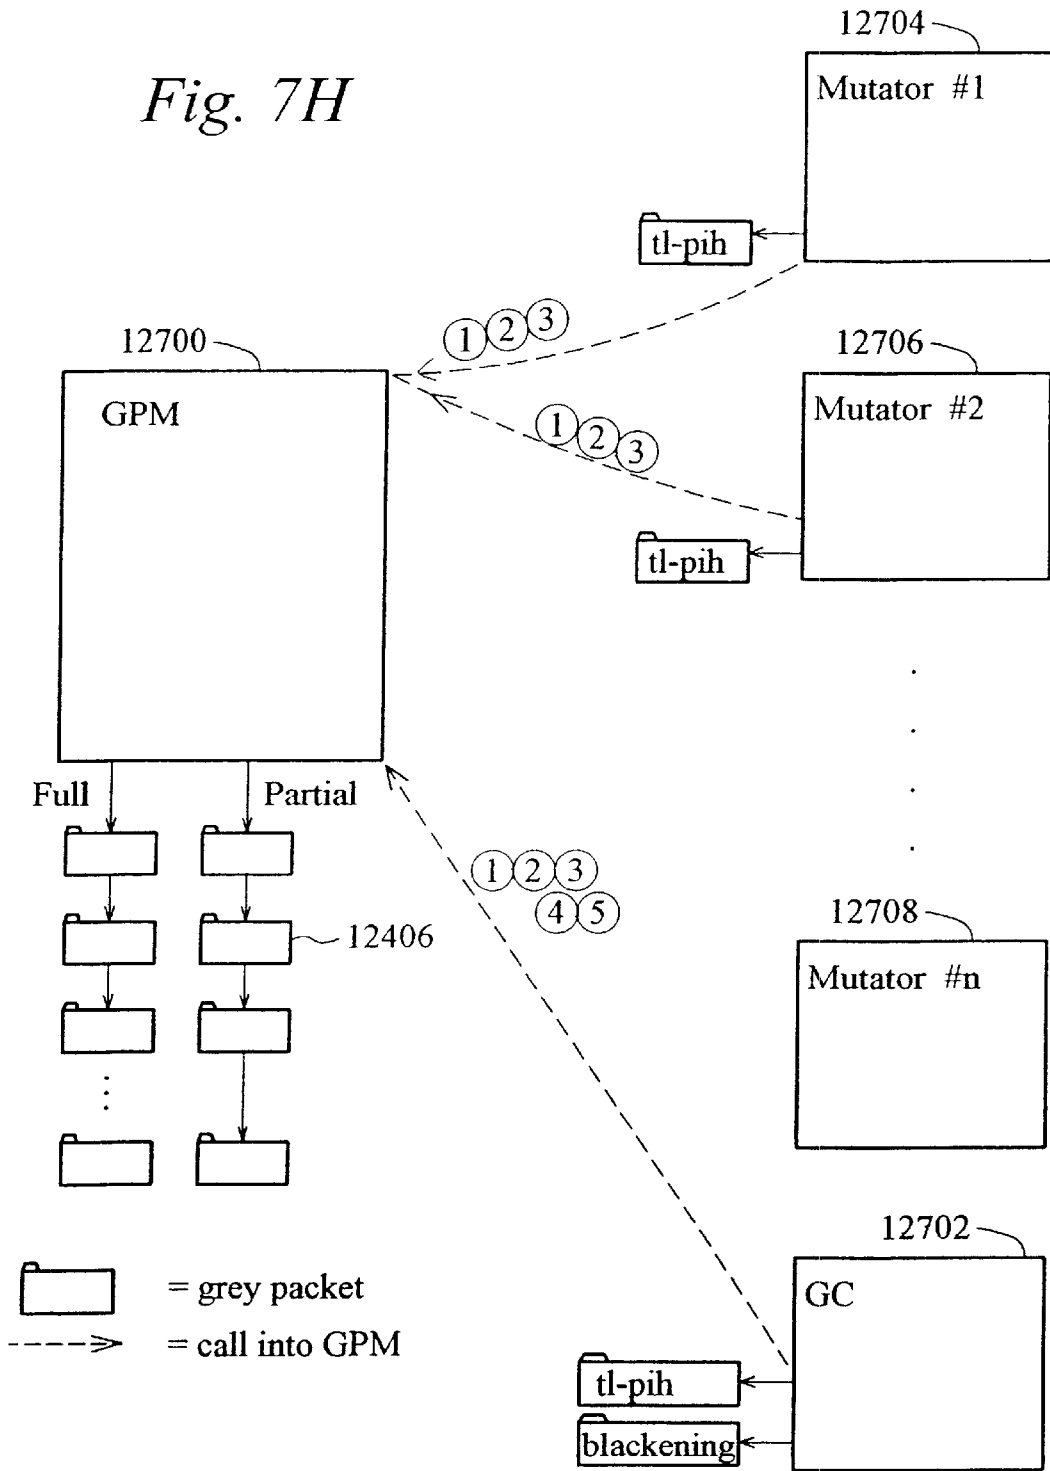 12704
Fig. 7H
Mutator #1
tl-pih
1 2 3
12700
12706
GPM
Mutator #2
1 2 3
tl-pih
Full
Partial
1 2 3
4 5
12406
12708
Mutator #n
12702
= grey packet
GC
= call into GPM
tl-pih
blackening